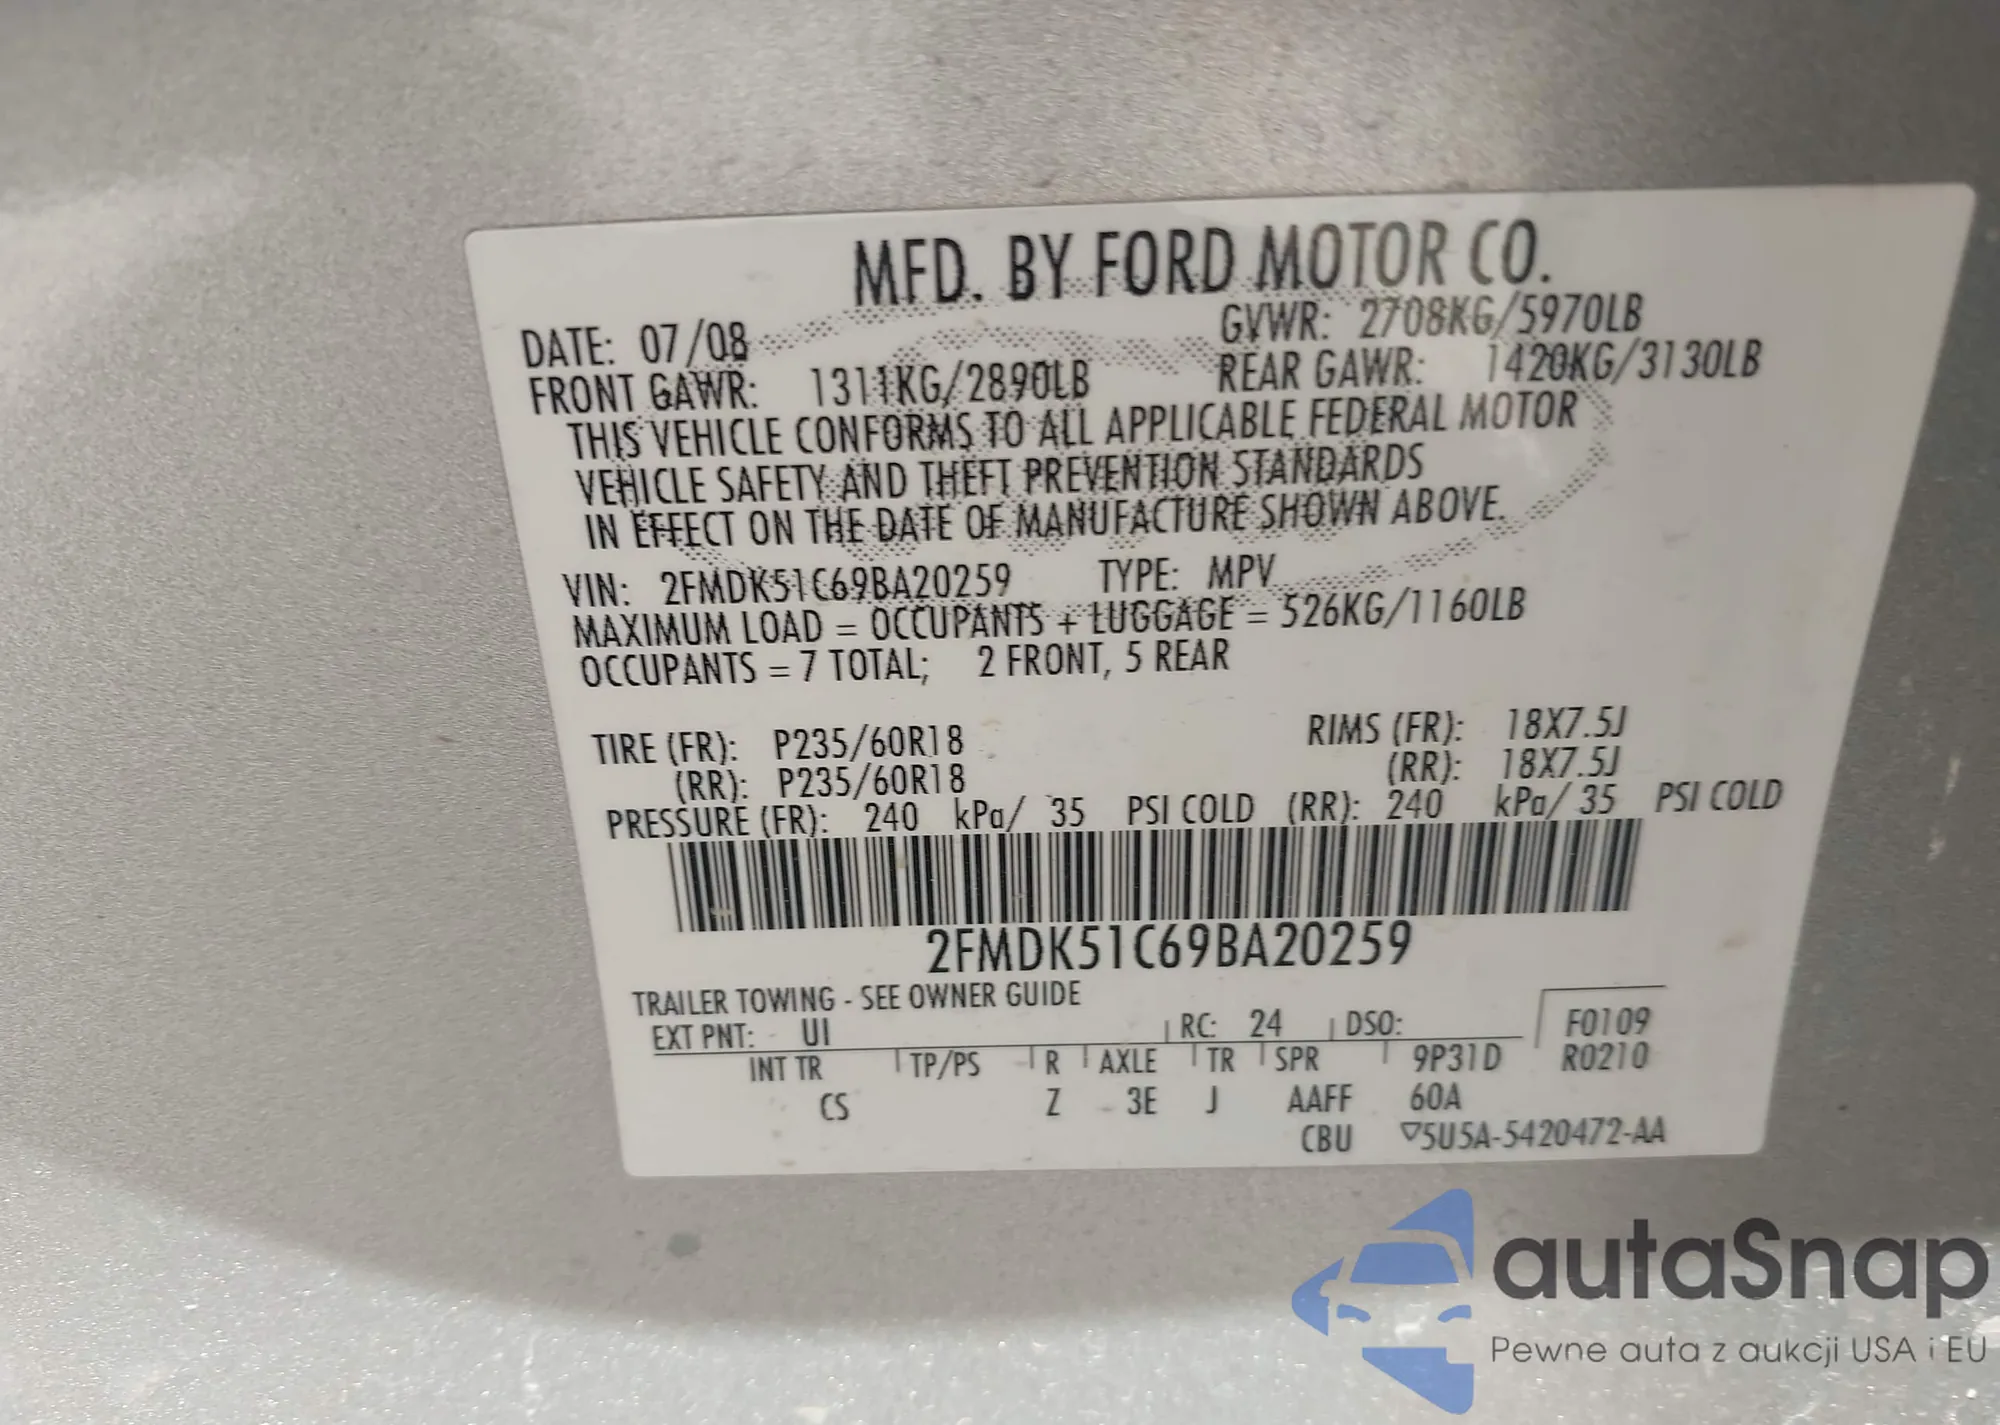 MFD. BY FORD MOTOR CO.
DATE: 07/08 GVWR: 2708KG/5970LB
FRONT GAWR: 1311KG/2890LB REAR GAWR: 1420KG/3130LB
THIS VEHICLE CONFORMS TO ALL APPLICABLE FEDERAL MOTOR
VEHICLE SAFETY AND THEFT PREVENTION STANDARDS
IN EFFECT ON THE DATE OF MANUFACTURE SHOWN ABOVE.
VIN: 2FMDK51C69BA20259 TYPE: MPV
MAXIMUM LOAD = OCCUPANTS + LUGGAGE = 526KG/1160LB
OCCUPANTS = 7 TOTAL; 2 FRONT, 5 REAR
TIRE (FR): P235/60R18 RIMS (FR): 18X7.5J
(RR): P235/60R18 (RR): 18X7.5J
PRESSURE (FR): 240 kPa/ 35 PSI COLD (RR): 240 kPa/ 35 PSI COLD
2FMDK51C69BA20259
TRAILER TOWING - SEE OWNER GUIDE
EXT PNT: UI RC: 24 DSO: F0109
INT TR TP/PS R AXLE TR SPR 9P31D R0210
CS Z 3E J AAFF 60A
CBU ▽5U5A-5420472-AA
autaSnap
Pewne auta z aukcji USA i EU